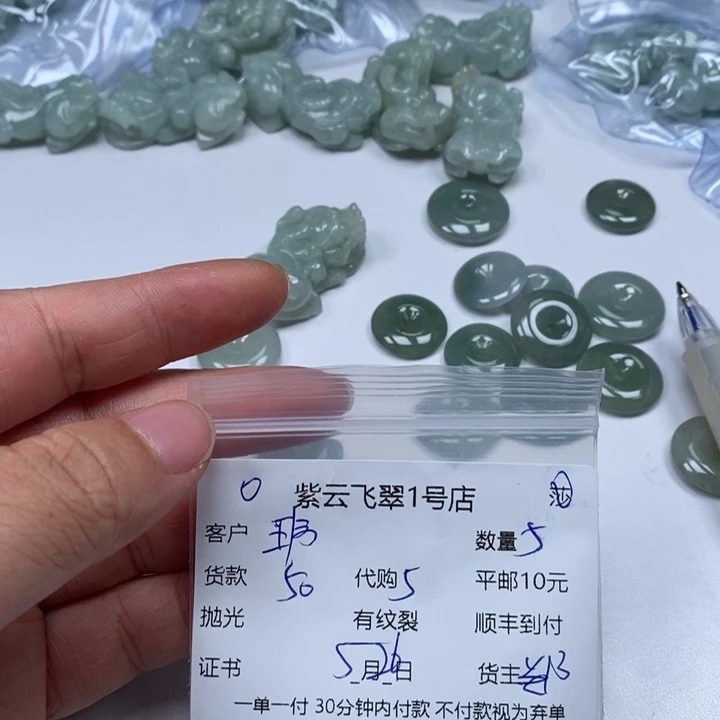 O 紫云飞翠1号店 莎
客户 数量 5
货款 50 代购 5 平邮10元
抛光 有纹裂 顺丰到付
证书 5月26日 货主
一单一付 30分钟内付款 不付款视为弃单